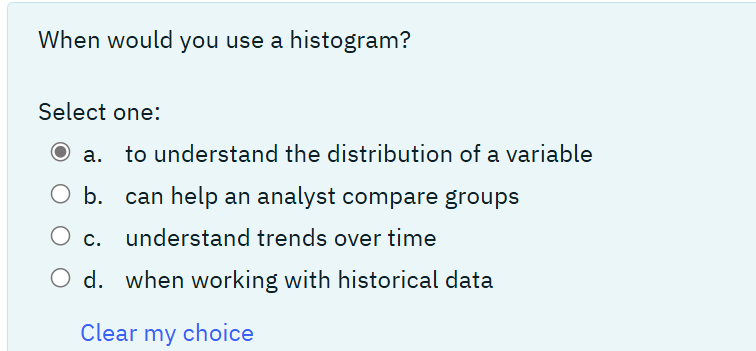 When would you use a histogram?
Select one:
a. to understand the distribution of a variable
b. can help an analyst compare groups
c. understand trends over time
d. when working with historical data
Clear my choice